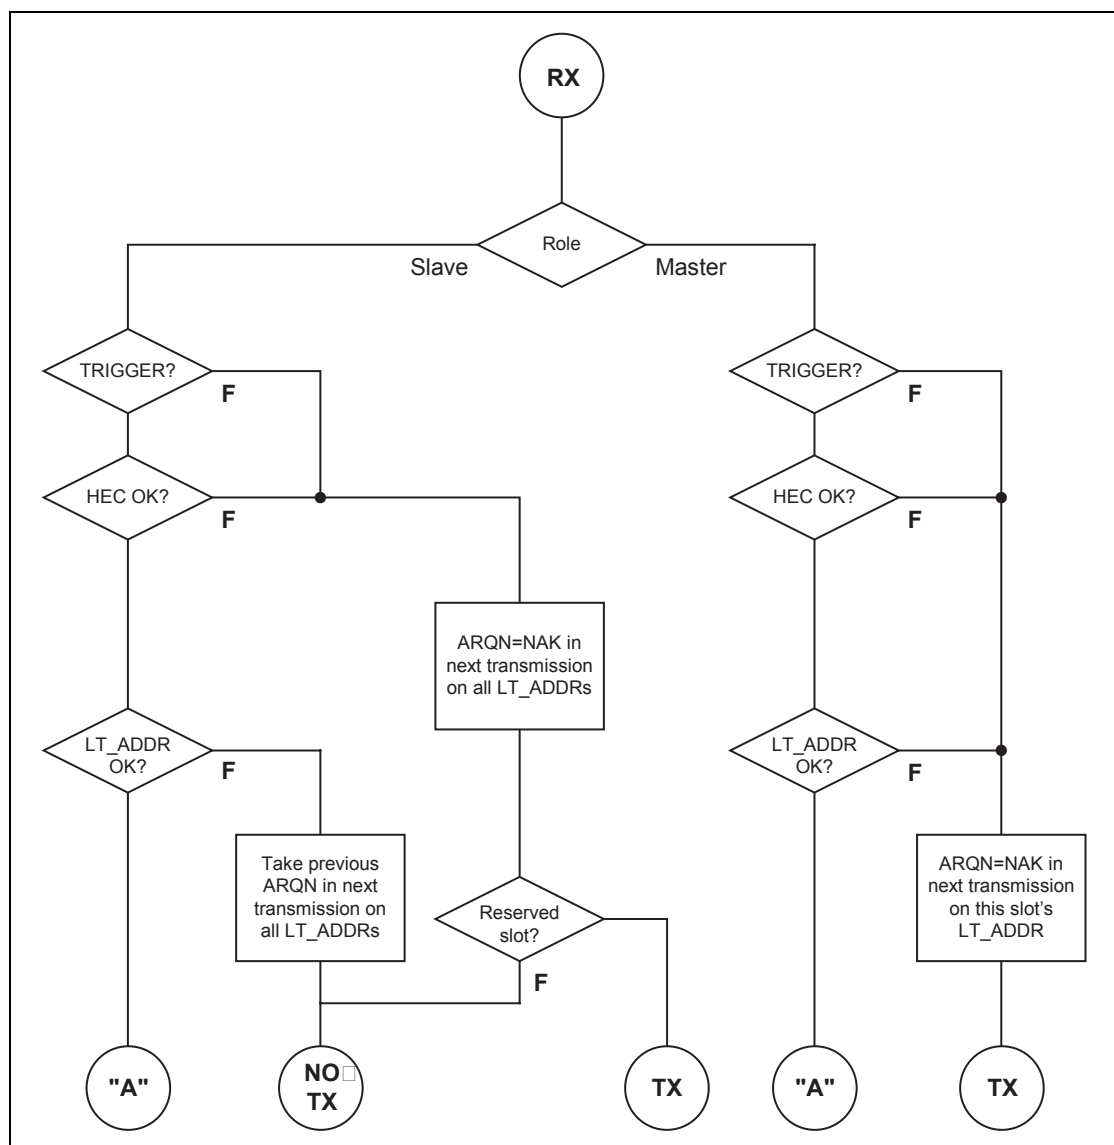 RX
Role
Slave
Master
TRIGGER?
F
TRIGGER?
F
HEC OK?
F
HEC OK?
F
ARQN=NAK in
next transmission
on all LT_ADDRs
LT_ADDR
OK?
F
LT_ADDR
OK?
F
Take previous
ARQN in next
transmission on
all LT_ADDRs
Reserved
slot?
F
ARQN=NAK in
next transmission
on this slot’s
LT_ADDR
"A"
NO
TX
TX
"A"
TX